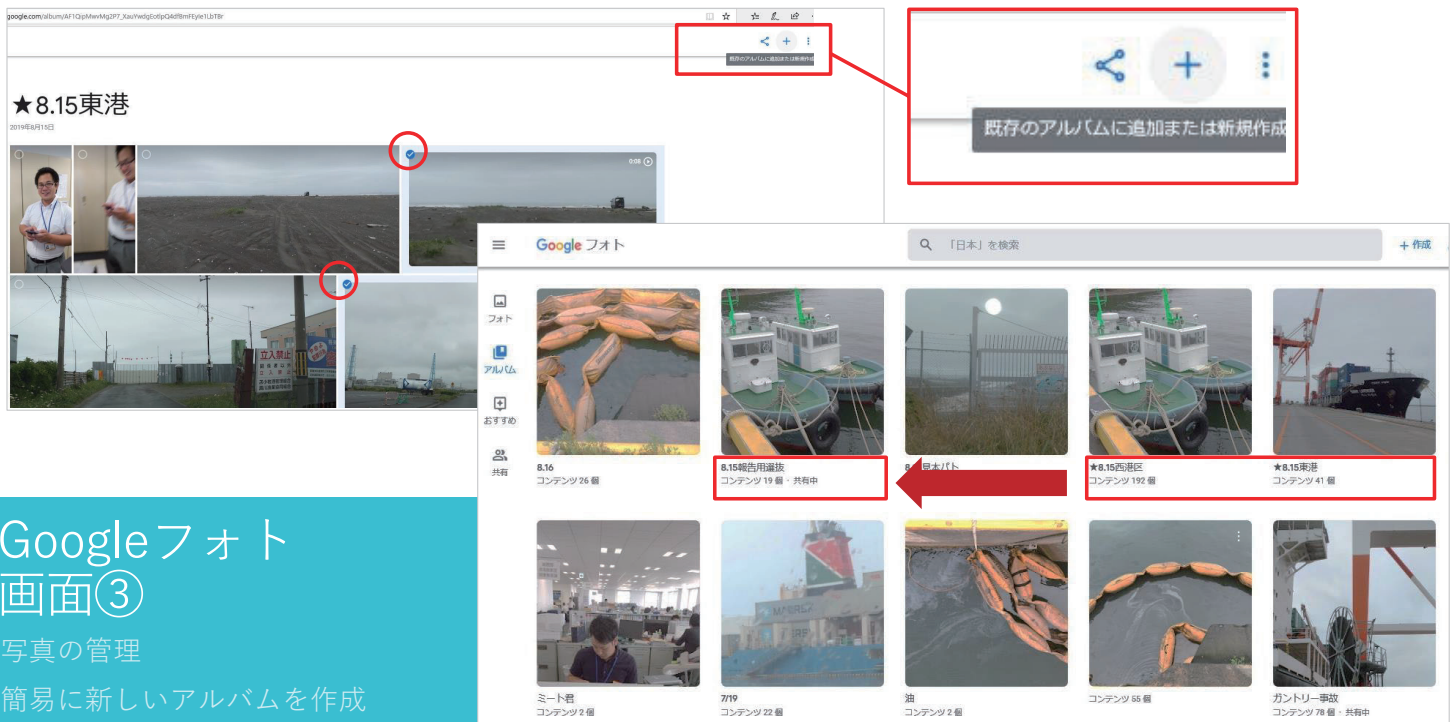 google.com/album/AF1QipMwvMg2P7_XauYwdgEotlpQAdf8mFEyIe1LbT8r
既存のアルバムに追加または新規作成
★8.15東港
2019年8月15日
0:08
立入禁止
既存のアルバムに追加または新規作成
Google フォト
「日本」を検索
+ 作成
フォト
アルバム
おすすめ
共有
8.16
コンテンツ 26 個
8.15報告用選抜
コンテンツ 19 個・共有中
★8.15西港区
コンテンツ 192 個
★8.15東港
コンテンツ 41 個
ミート君
コンテンツ 2 個
7/19
コンテンツ 22 個
油
コンテンツ 2 個
コンテンツ 55 個
ガントリー事故
コンテンツ 78 個・共有中
Googleフォト
画面③
写真の管理
簡易に新しいアルバムを作成